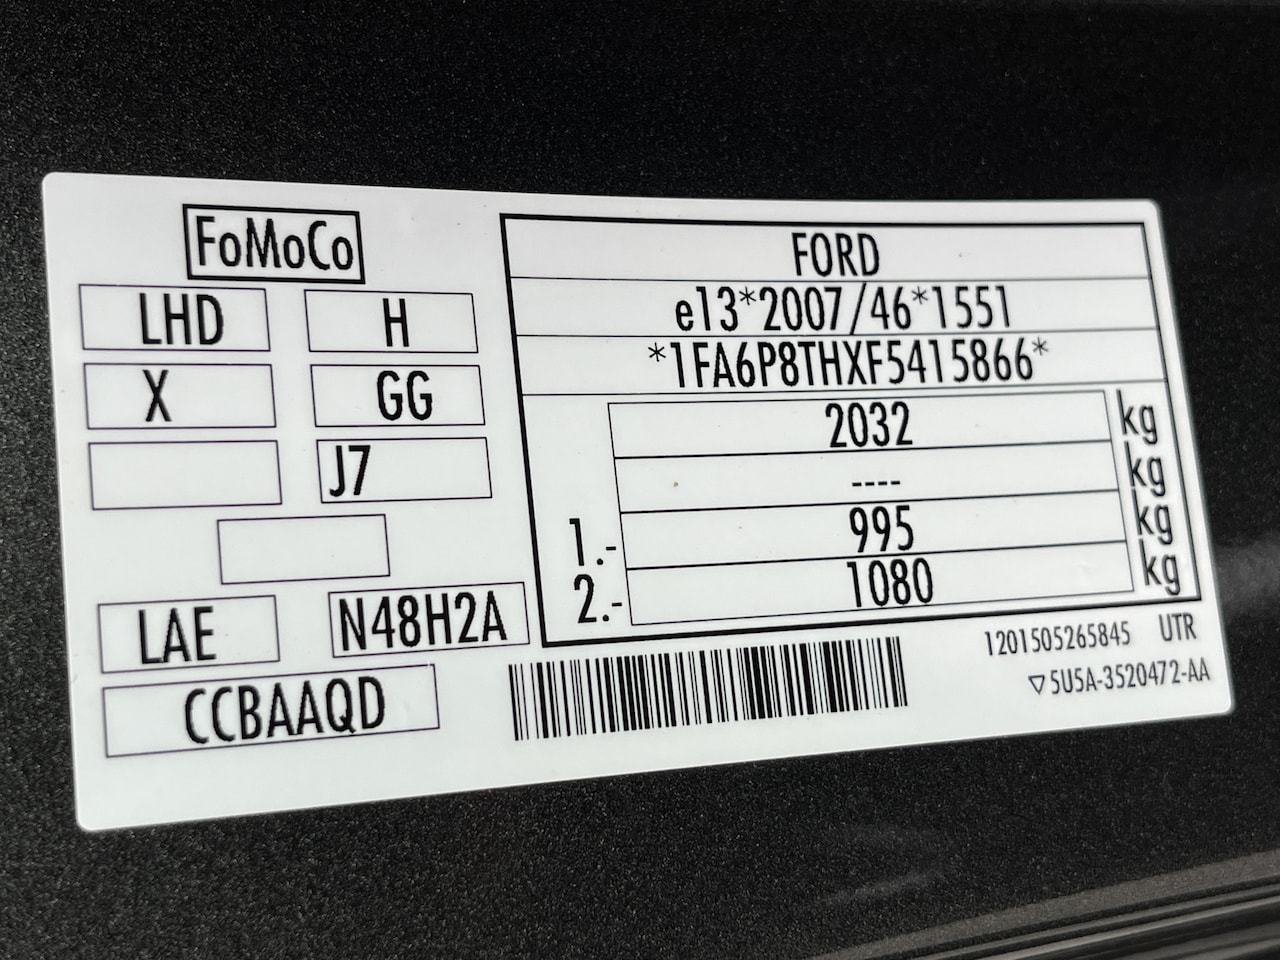 FoMoCo
LHD H
X GG
J7
LAE N48H2A
CCBAAQD
FORD
e13*2007/46*1551
*1FA6P8THXF5415866*
2032 kg
---- kg
1.- 995 kg
2.- 1080 kg
1201505265845 UTR
▽5U5A-3520472-AA